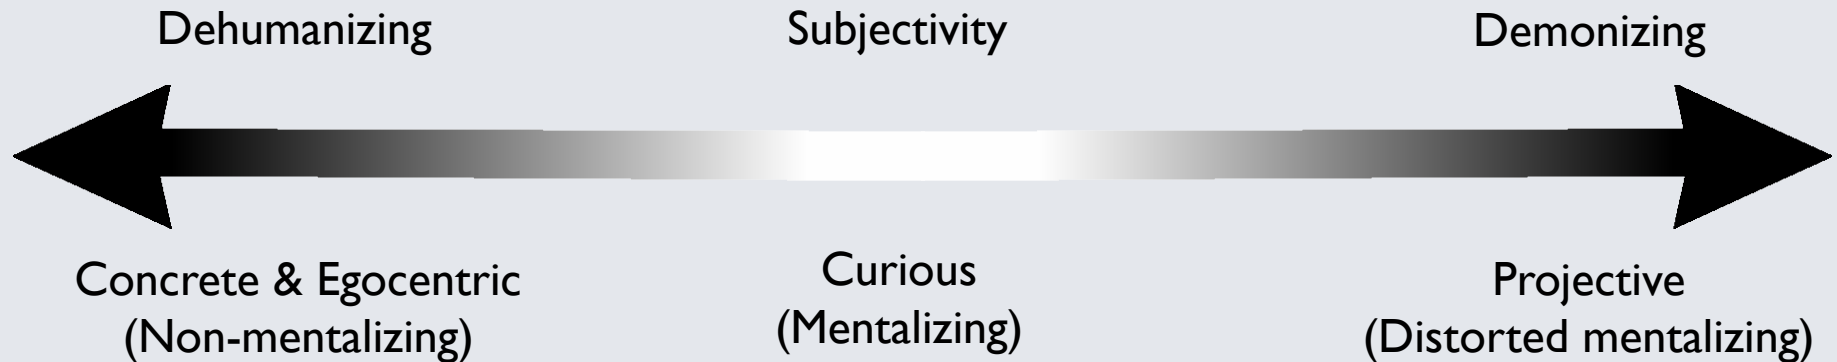 Dehumanizing
Subjectivity
Demonizing
Concrete & Egocentric
(Non-mentalizing)
Curious
(Mentalizing)
Projective
(Distorted mentalizing)